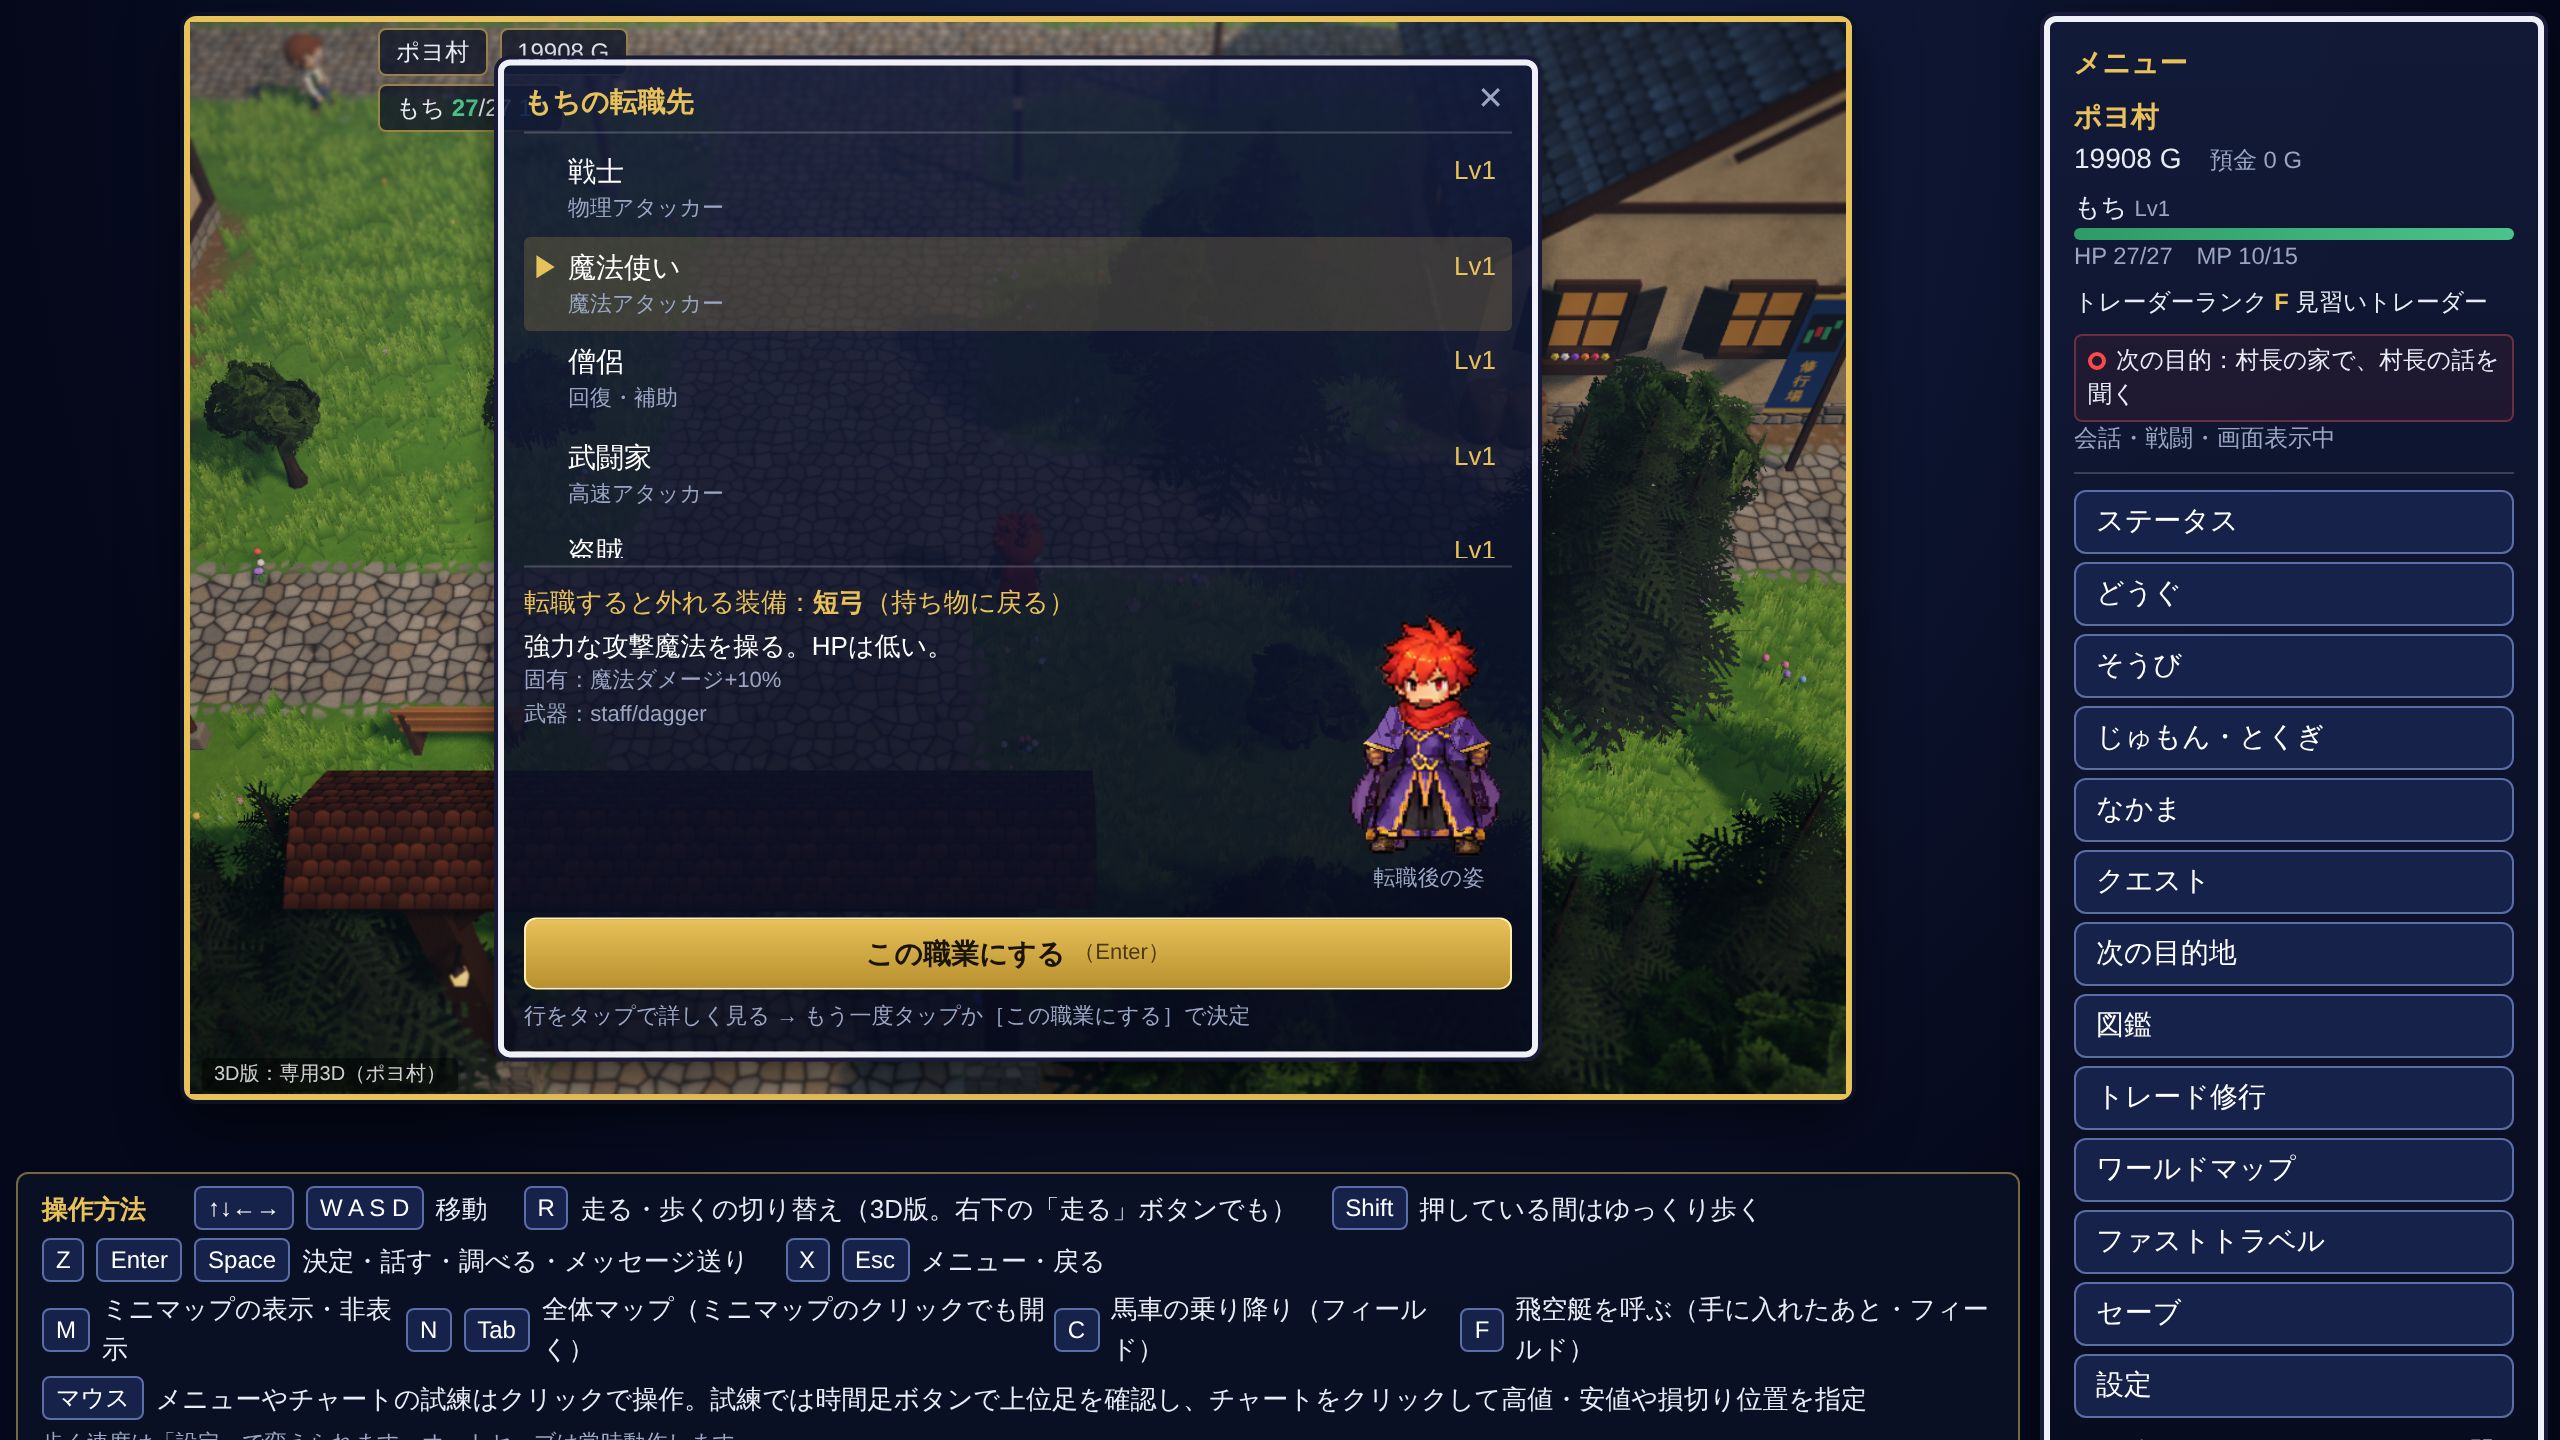 ポヨ村
19908 G
もち 27/27
もちの転職先
×
戦士 Lv1
物理アタッカー
魔法使い Lv1
魔法アタッカー
僧侶 Lv1
回復・補助
武闘家 Lv1
高速アタッカー
盗賊 Lv1
転職すると外れる装備：短弓（持ち物に戻る）
強力な攻撃魔法を操る。HPは低い。
固有：魔法ダメージ+10%
武器：staff/dagger
転職後の姿
この職業にする （Enter）
行をタップで詳しく見る → もう一度タップか［この職業にする］で決定
修行場
3D版：専用3D（ポヨ村）
メニュー
ポヨ村
19908 G 預金 0 G
もち Lv1
HP 27/27 MP 10/15
トレーダーランク F 見習いトレーダー
次の目的：村長の家で、村長の話を
聞く
会話・戦闘・画面表示中
ステータス
どうぐ
そうび
じゅもん・とくぎ
なかま
クエスト
次の目的地
図鑑
トレード修行
ワールドマップ
ファストトラベル
セーブ
設定
操作方法 ↑↓←→ W A S D 移動 R 走る・歩くの切り替え（3D版。右下の「走る」ボタンでも） Shift 押している間はゆっくり歩く
Z Enter Space 決定・話す・調べる・メッセージ送り X Esc メニュー・戻る
M ミニマップの表示・非表示 N Tab 全体マップ（ミニマップのクリックでも開く） C 馬車の乗り降り（フィールド） F 飛空艇を呼ぶ（手に入れたあと・フィールド）
マウス メニューやチャートの試練はクリックで操作。試練では時間足ボタンで上位足を確認し、チャートをクリックして高値・安値や損切り位置を指定